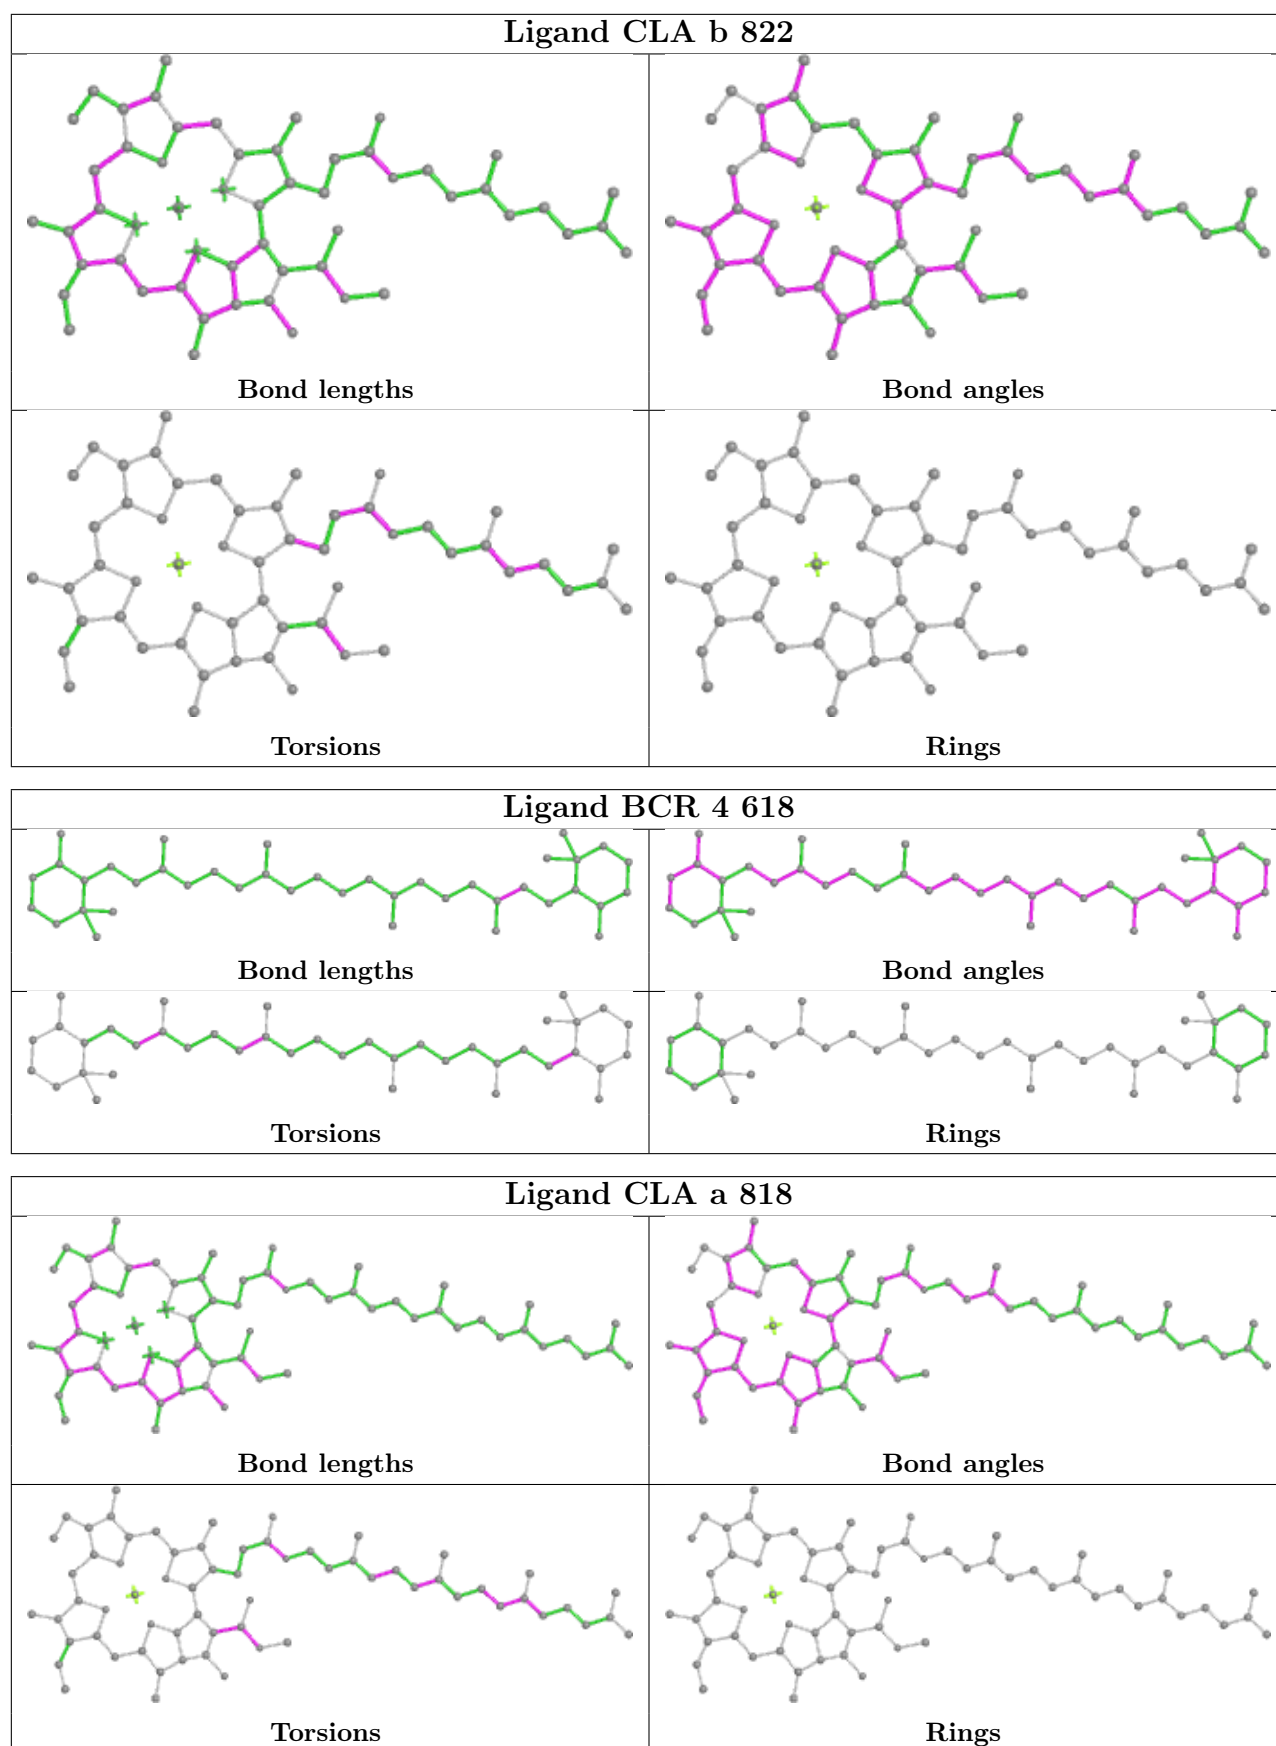 Ligand CLA b 822
Bond lengths
Bond angles
Torsions
Rings
Ligand BCR 4 618
Bond lengths
Bond angles
Torsions
Rings
Ligand CLA a 818
Bond lengths
Bond angles
Torsions
Rings